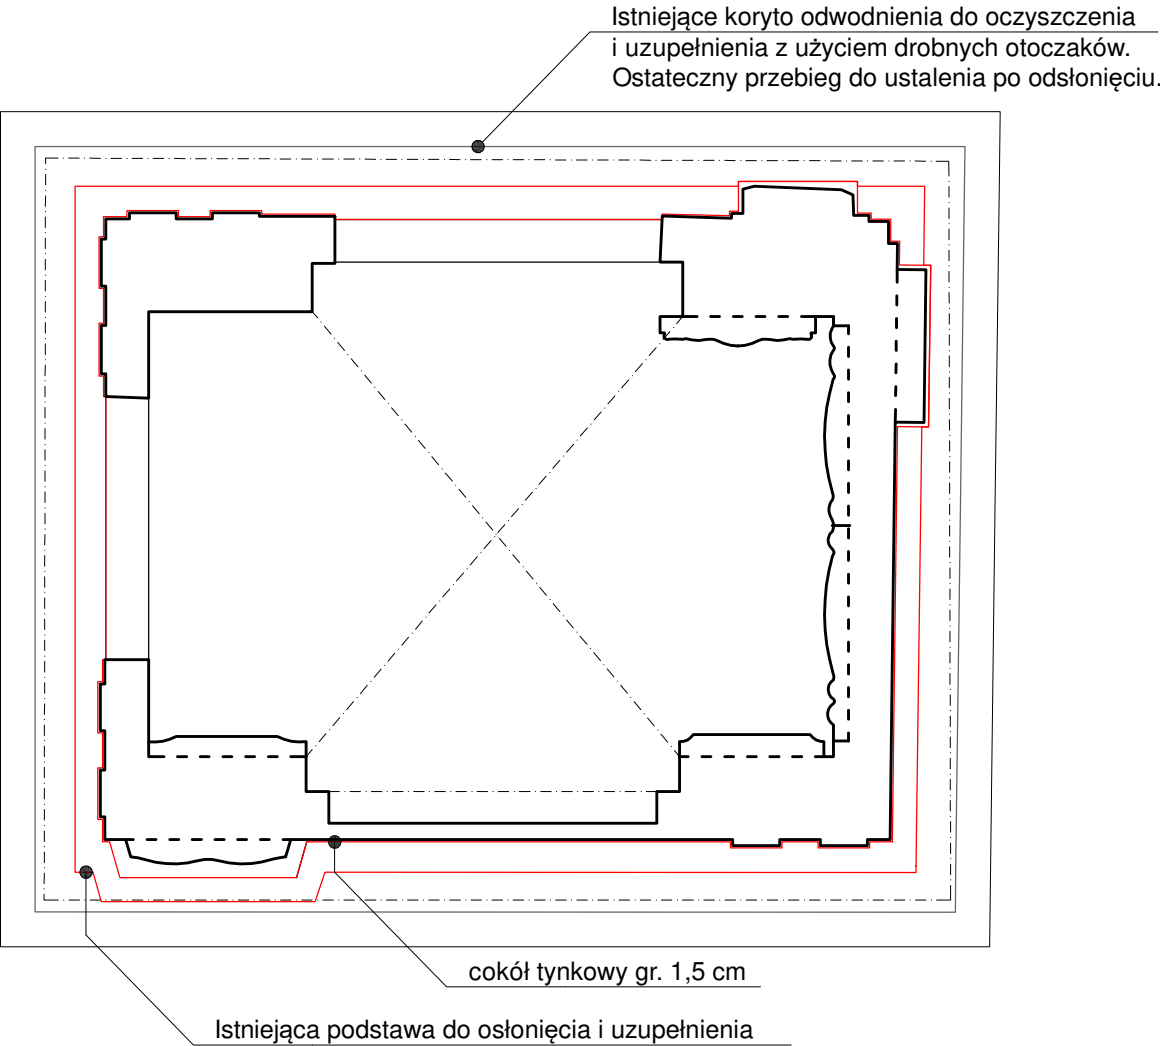 Istniejące koryto odwodnienia do oczyszczenia
i uzupełnienia z użyciem drobnych otoczaków.
Ostateczny przebieg do ustalenia po odsłonięciu.
cokół tynkowy gr. 1,5 cm
Istniejąca podstawa do osłonięcia i uzupełnienia